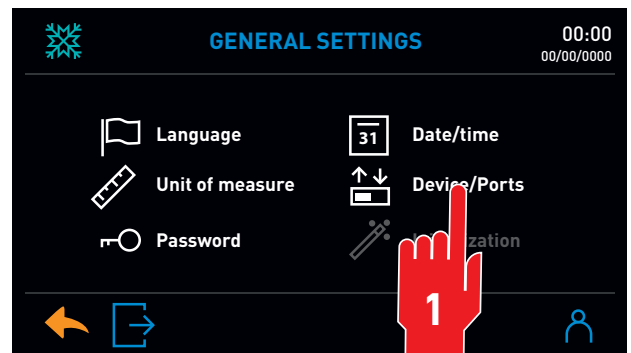 GENERAL SETTINGS
00:00
00/00/0000
Language
31
Date/time
Unit of measure
Device/Ports
Password
1